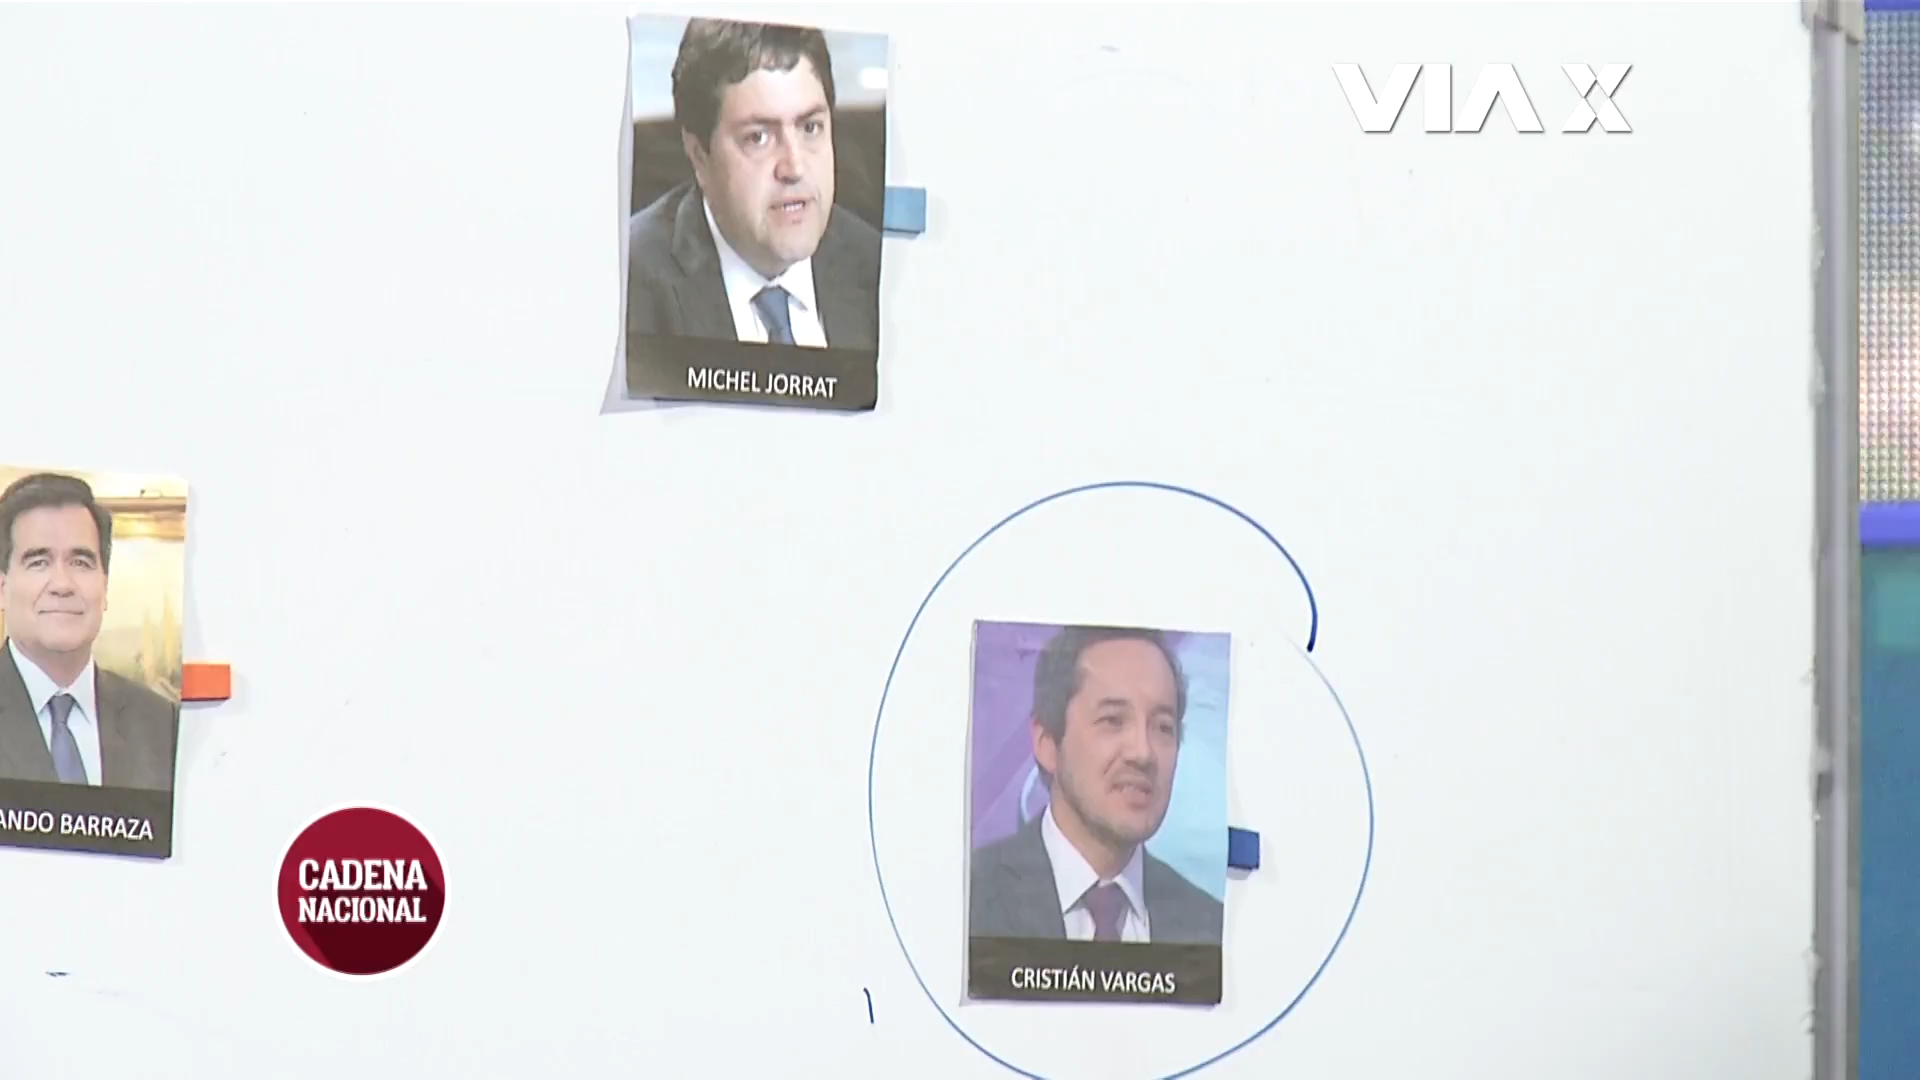 VIA X
MICHEL JORRAT
ANDO BARRAZA
CADENA
NACIONAL
CRISTIÁN VARGAS